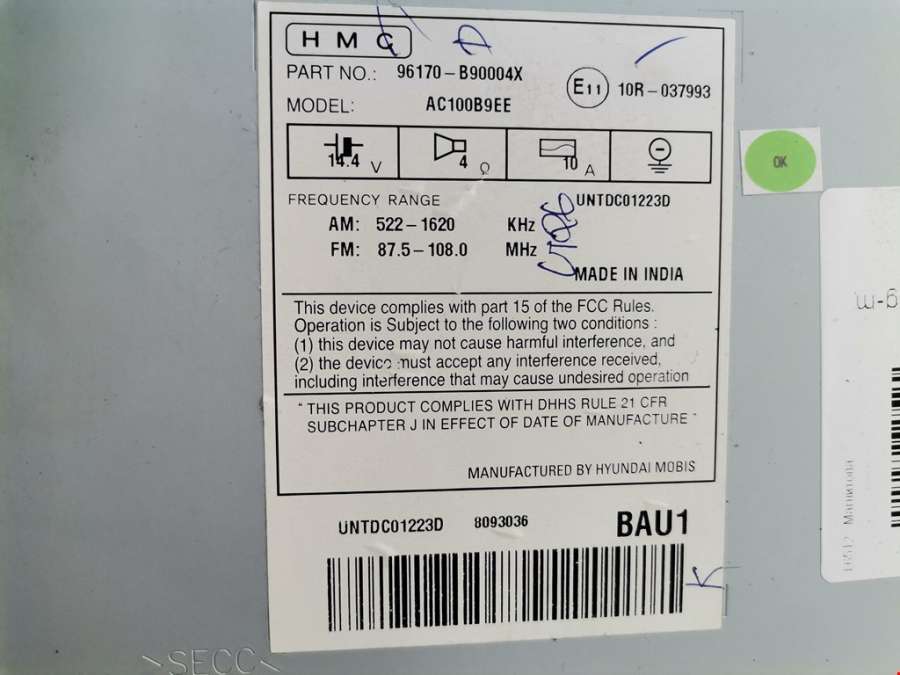 HMC
PART NO.: 96170-B90004X
E11 10R-037993
MODEL: AC100B9EE
14.4 V 4 Ω 10 A
FREQUENCY RANGE
UNTDC01223D
AM: 522-1620 KHz
FM: 87.5-108.0 MHz
MADE IN INDIA
This device complies with part 15 of the FCC Rules.
Operation is Subject to the following two conditions :
(1) this device may not cause harmful interference, and
(2) the device must accept any interference received,
including interference that may cause undesired operation
" THIS PRODUCT COMPLIES WITH DHHS RULE 21 CFR
SUBCHAPTER J IN EFFECT OF DATE OF MANUFACTURE "
MANUFACTURED BY HYUNDAI MOBIS
UNTDC01223D 8093036 BAU1
OK
>SECC<